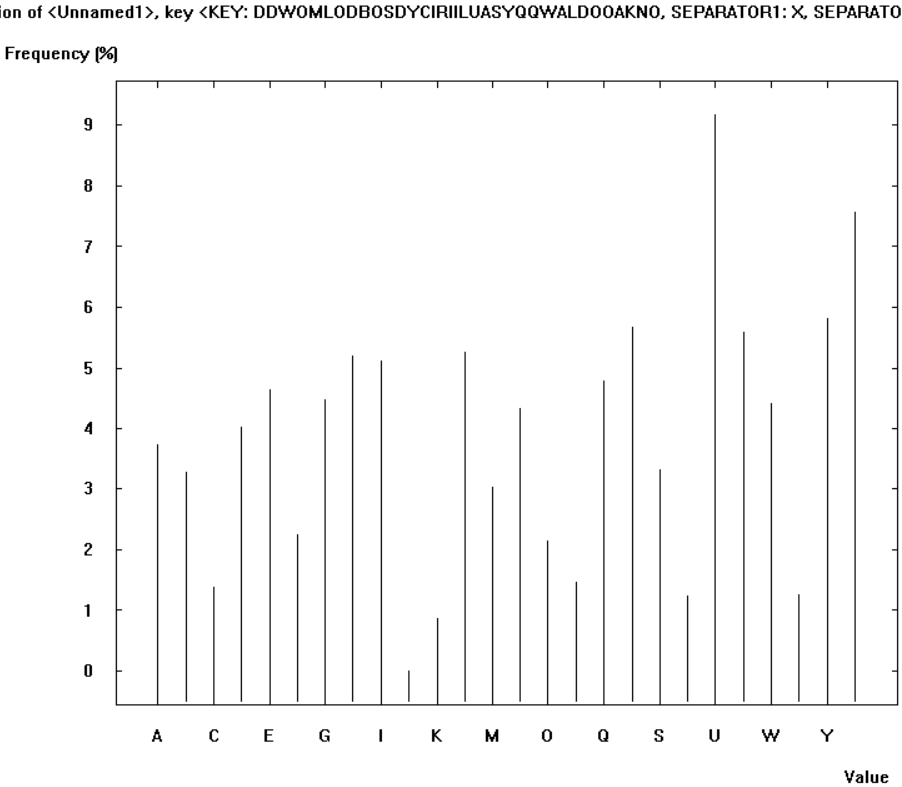 ion of <Unnamed1>, key <KEY: DDWOMLODBOSDYCIRIILUASYQQWALDOOAKNO, SEPARATOR1: X, SEPARATO
Frequency (%)
9
8
7
6
5
4
3
2
1
0
A C E G I K M O Q S U W Y
Value